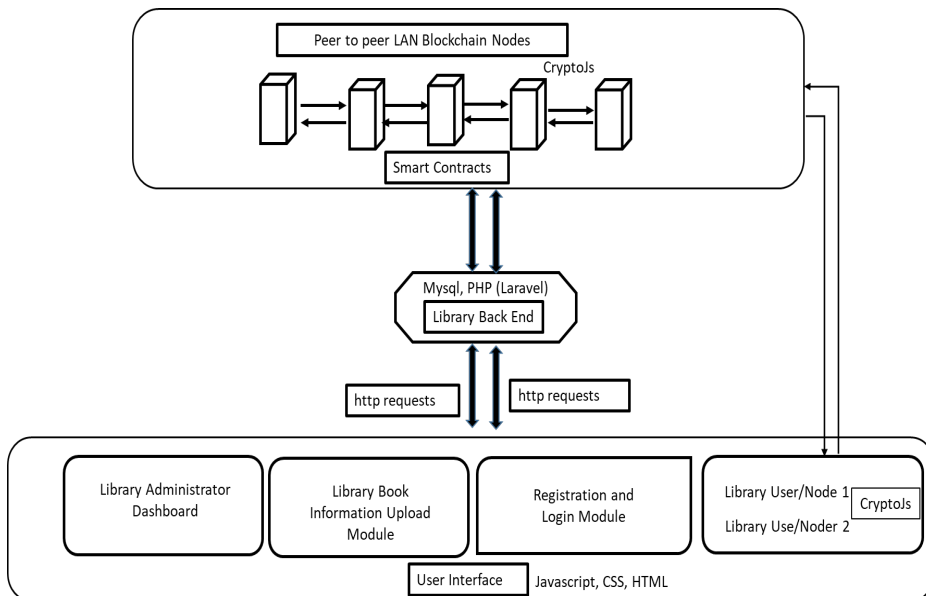 Peer to peer LAN Blockchain Nodes
CryptoJs
Smart Contracts
Mysql, PHP (Laravel)
Library Back End
http requests
http requests
Library Administrator
Dashboard
Library Book
Information Upload
Module
Registration and
Login Module
Library User/Node 1
CryptoJs
Library Use/Noder 2
User Interface
Javascript, CSS, HTML